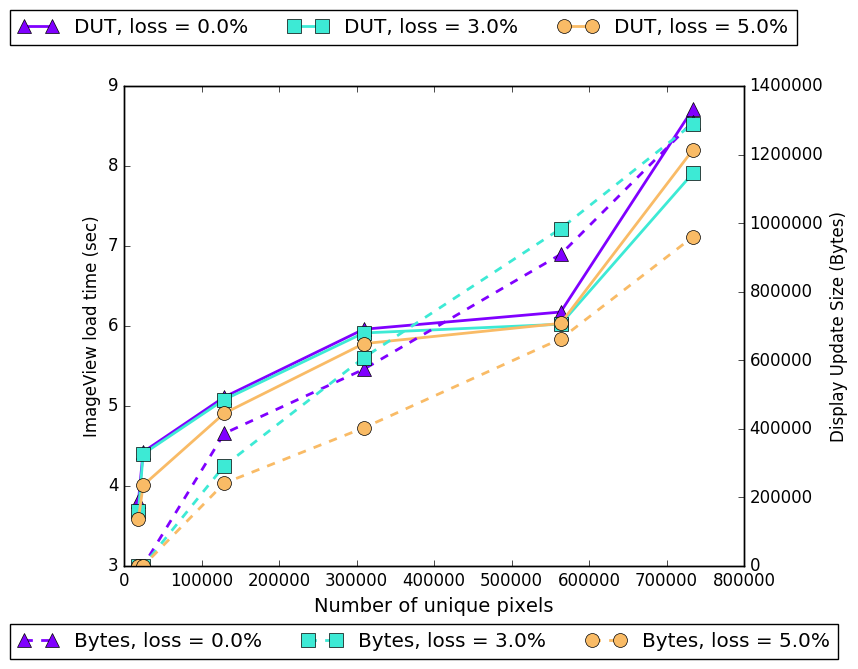 DUT, loss = 0.0% DUT, loss = 3.0% DUT, loss = 5.0%
9 1400000
8 1200000
7 1000000
6 800000
5 600000
4 400000
3 200000
0
ImageView load time (sec)
Display Update Size (Bytes)
0 100000 200000 300000 400000 500000 600000 700000 800000
Number of unique pixels
Bytes, loss = 0.0% Bytes, loss = 3.0% Bytes, loss = 5.0%